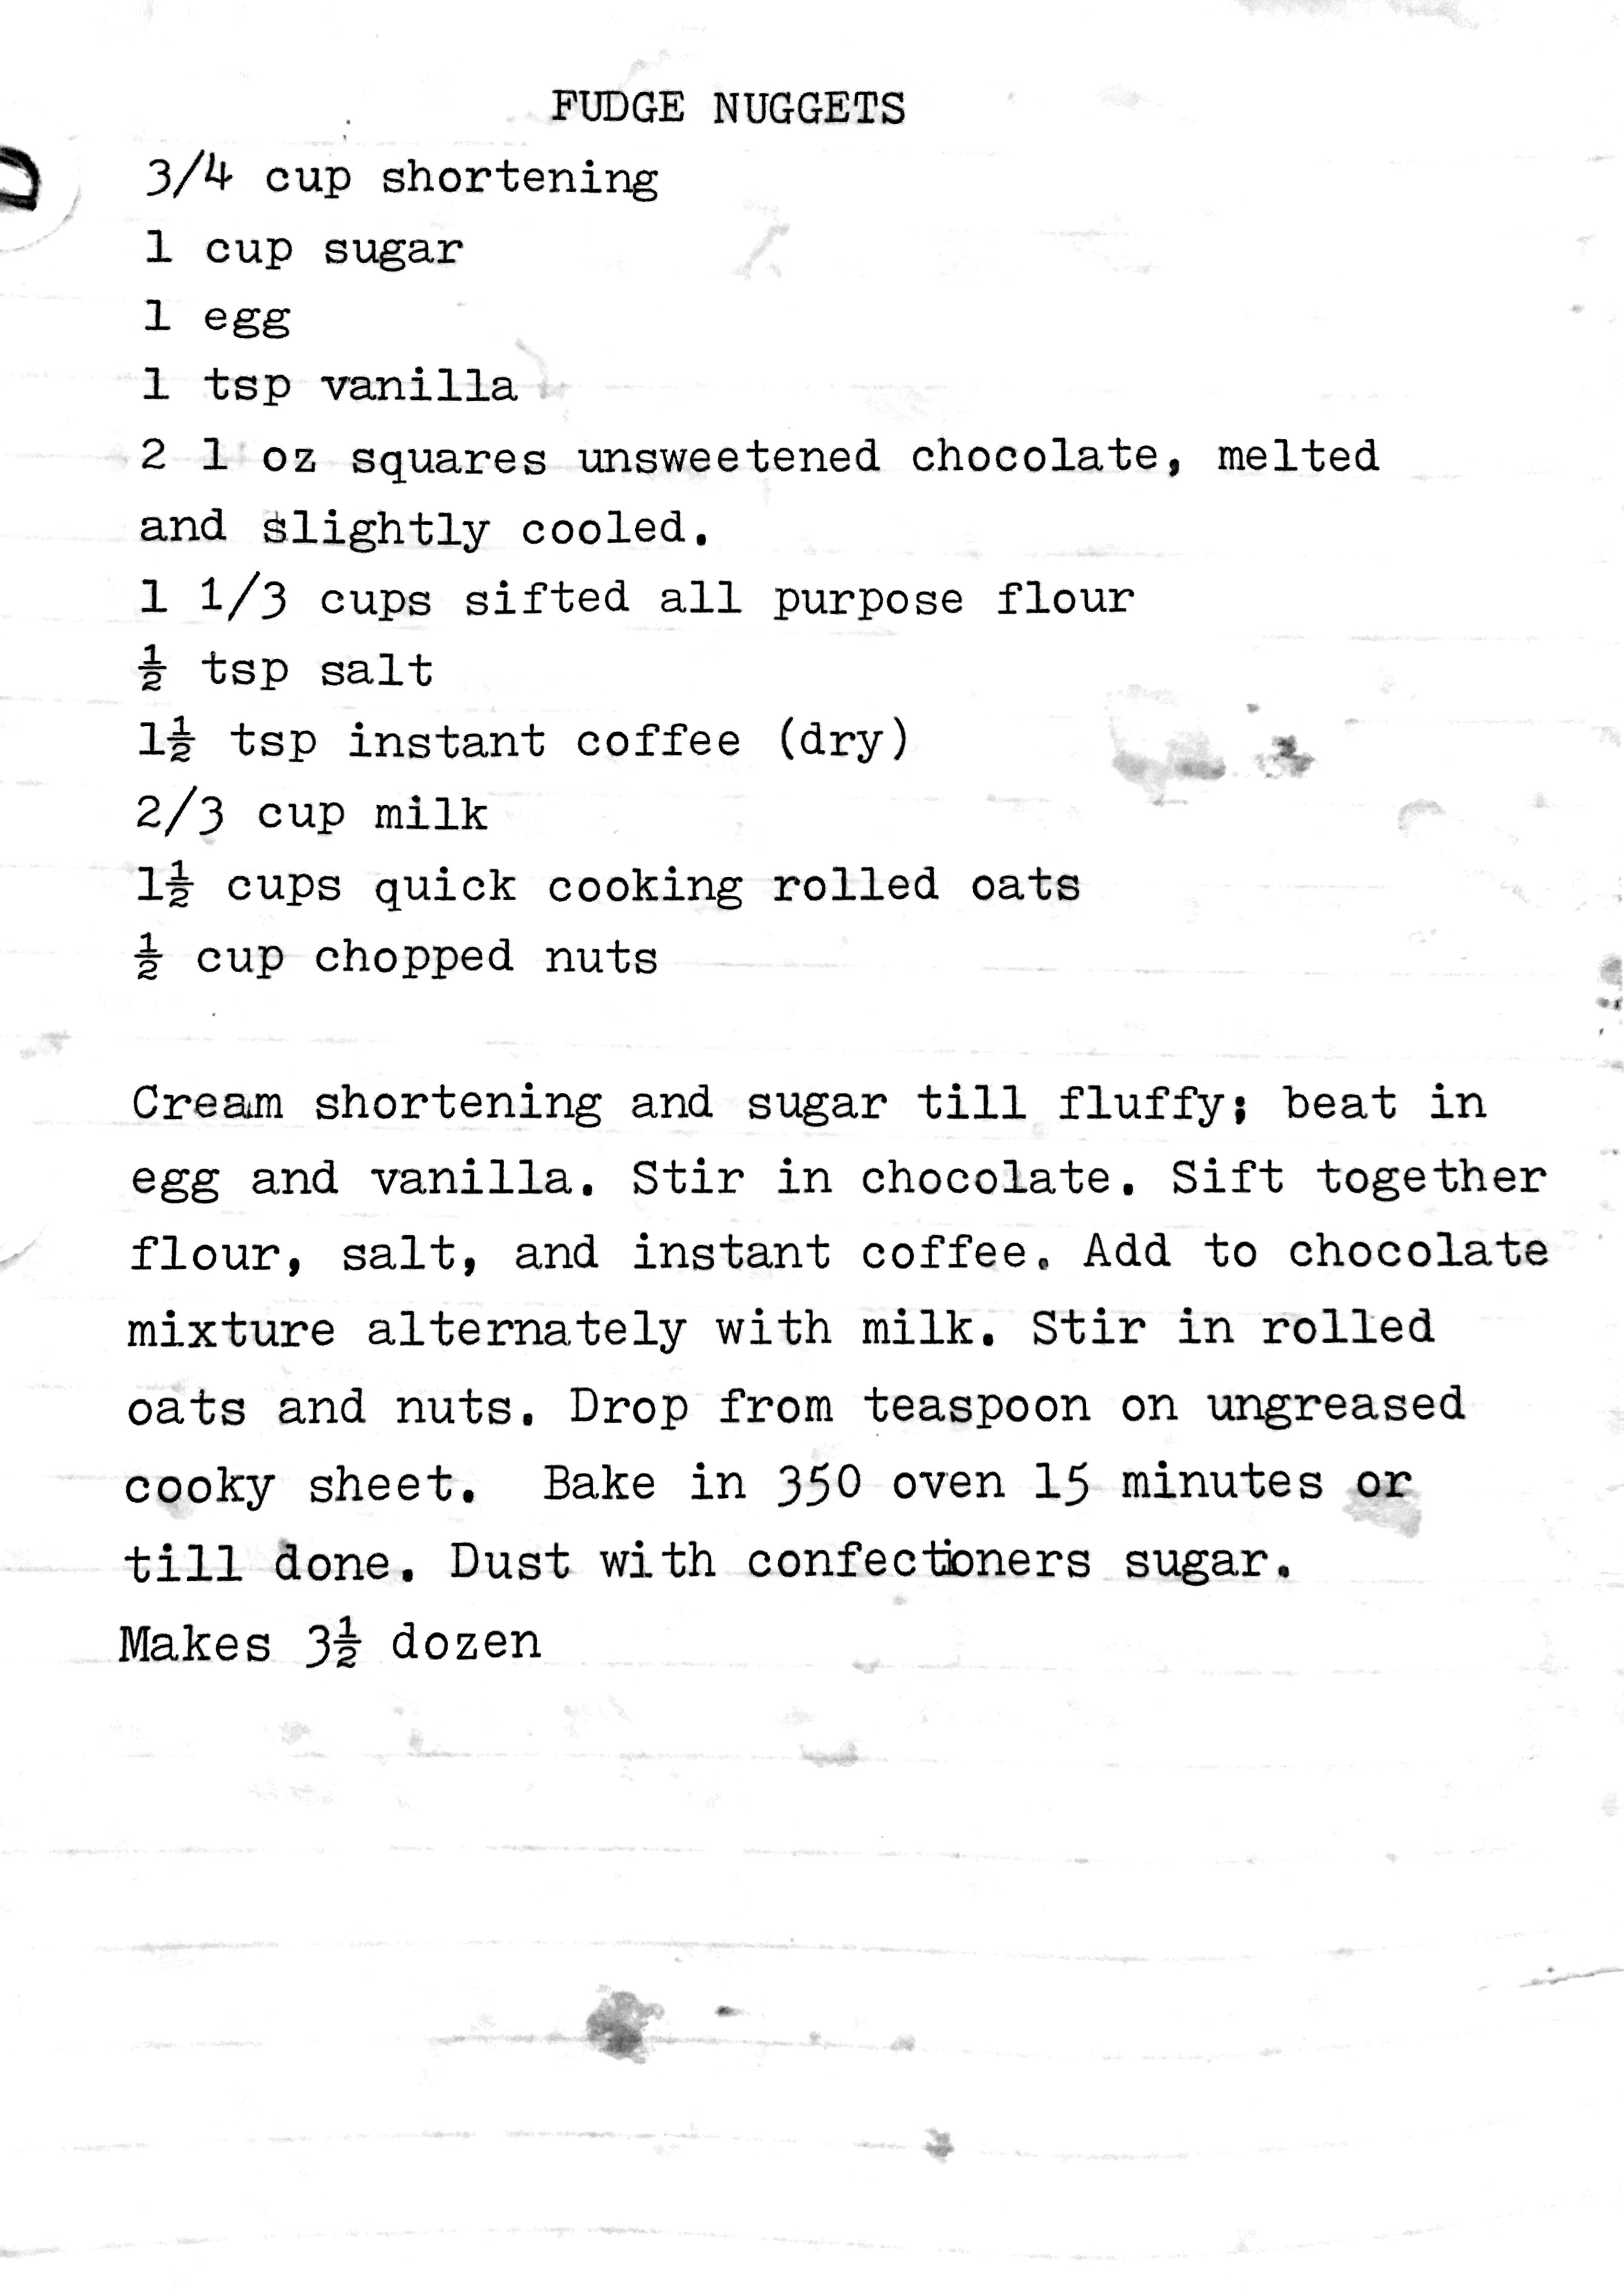 FUDGE NUGGETS
3/4 cup shortening
1 cup sugar
1 egg
1 tsp vanilla
2 1 oz squares unsweetened chocolate, melted
and slightly cooled.
1 1/3 cups sifted all purpose flour
½ tsp salt
1½ tsp instant coffee (dry)
2/3 cup milk
1½ cups quick cooking rolled oats
½ cup chopped nuts
Cream shortening and sugar till fluffy; beat in
egg and vanilla. Stir in chocolate. Sift together
flour, salt, and instant coffee. Add to chocolate
mixture alternately with milk. Stir in rolled
oats and nuts. Drop from teaspoon on ungreased
cooky sheet. Bake in 350 oven 15 minutes or
till done. Dust with confectioners sugar.
Makes 3½ dozen